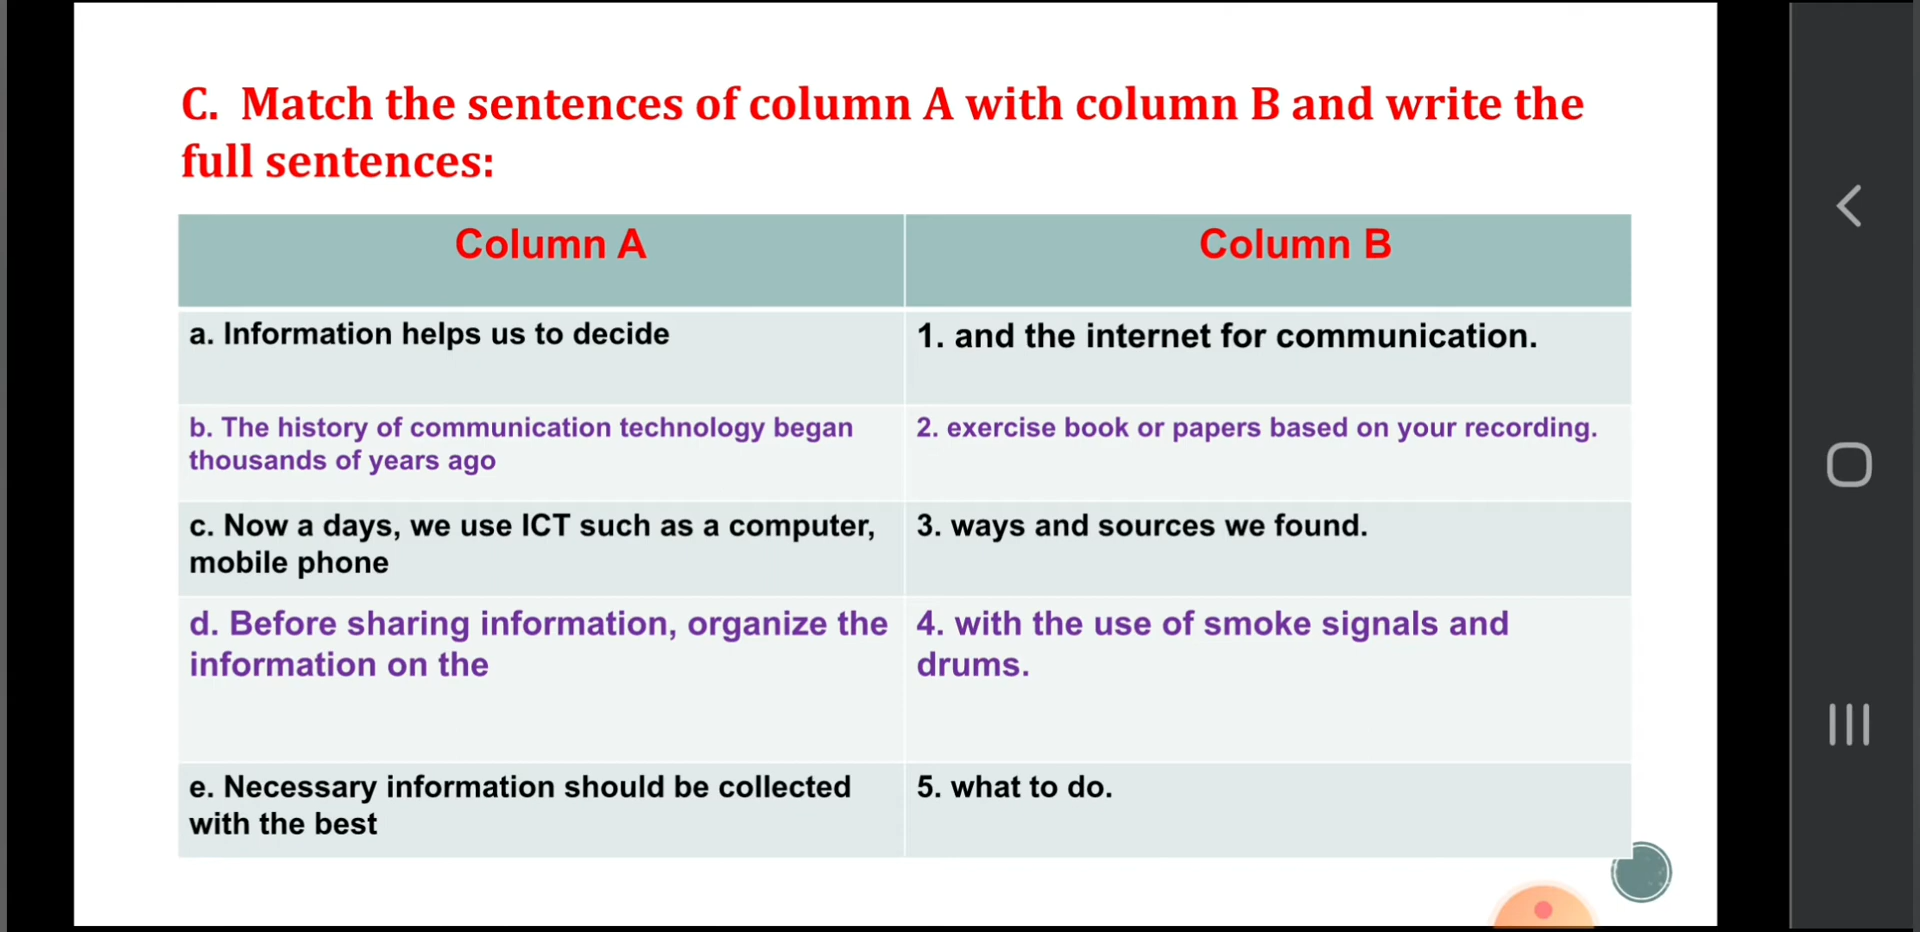 C. Match the sentences of column A with column B and write the
full sentences:
Column A
Column B
a. Information helps us to decide
1. and the internet for communication.
b. The history of communication technology began
thousands of years ago
2. exercise book or papers based on your recording.
c. Now a days, we use ICT such as a computer,
mobile phone
3. ways and sources we found.
d. Before sharing information, organize the
information on the
4. with the use of smoke signals and
drums.
e. Necessary information should be collected
with the best
5. what to do.